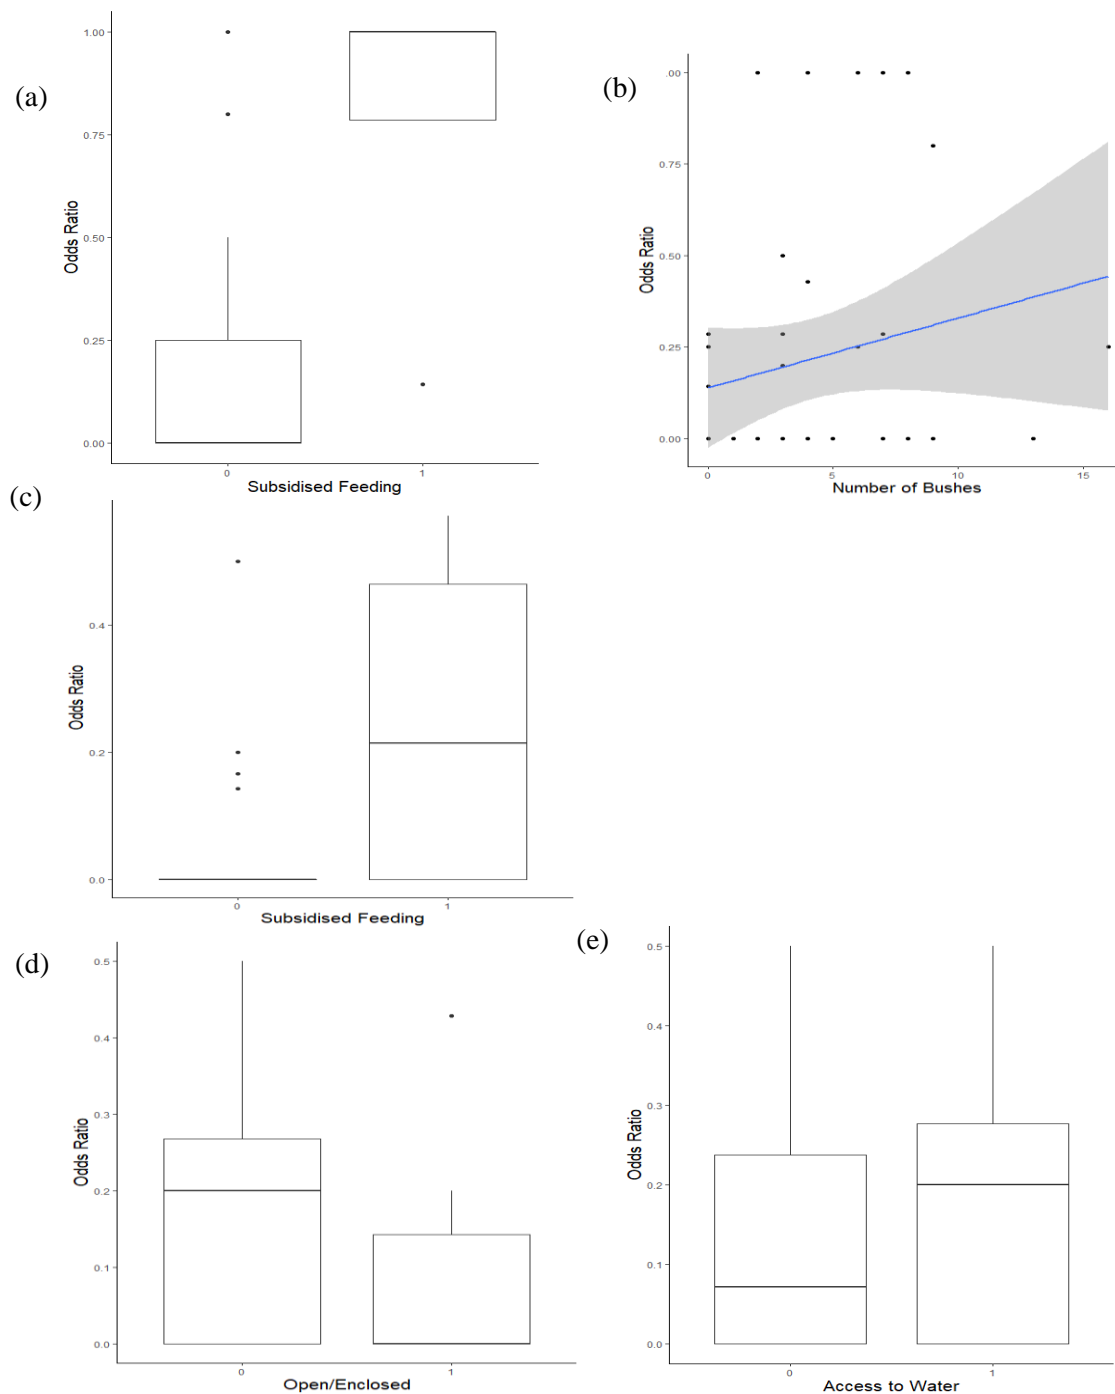 (a)
Odds Ratio
1.00
0.75
0.50
0.25
0.00
0 1
Subsidised Feeding
(b)
Odds Ratio
.00
0.75
0.50
0.25
0.00
0 5 10 15
Number of Bushes
(c)
Odds Ratio
0.4
0.2
0.0
0 1
Subsidised Feeding
(d)
Odds Ratio
0.5
0.4
0.3
0.2
0.1
0.0
0 1
Open/Enclosed
(e)
Odds Ratio
0.5
0.4
0.3
0.2
0.1
0.0
0 1
Access to Water